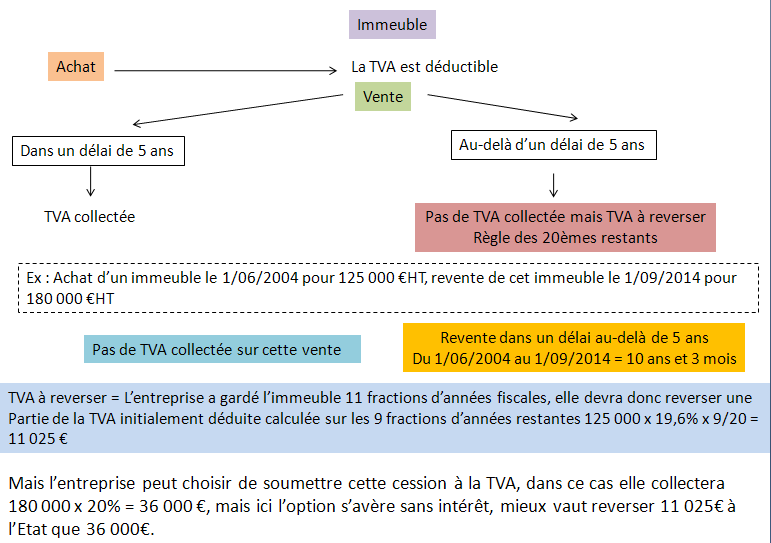 Immeuble
Achat
La TVA est déductible
Vente
Dans un délai de 5 ans
Au-delà d'un délai de 5 ans
TVA collectée
Pas de TVA collectée mais TVA à reverser
Règle des 20èmes restants
Ex : Achat d'un immeuble le 1/06/2004 pour 125 000 €HT, revente de cet immeuble le 1/09/2014 pour
180 000 €HT
Pas de TVA collectée sur cette vente
Revente dans un délai au-delà de 5 ans
Du 1/06/2004 au 1/09/2014 = 10 ans et 3 mois
TVA à reverser = L'entreprise a gardé l'immeuble 11 fractions d'années fiscales, elle devra donc reverser une
Partie de la TVA initialement déduite calculée sur les 9 fractions d'années restantes 125 000 x 19,6% x 9/20 =
11 025 €
Mais l'entreprise peut choisir de soumettre cette cession à la TVA, dans ce cas elle collectera
180 000 x 20% = 36 000 €, mais ici l'option s'avère sans intérêt, mieux vaut reverser 11 025€ à
l'Etat que 36 000€.